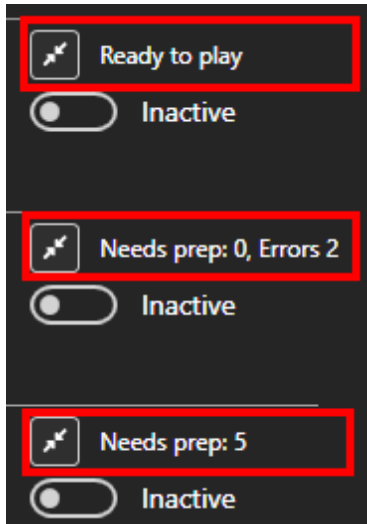 Ready to play
Inactive
Needs prep: 0, Errors 2
Inactive
Needs prep: 5
Inactive